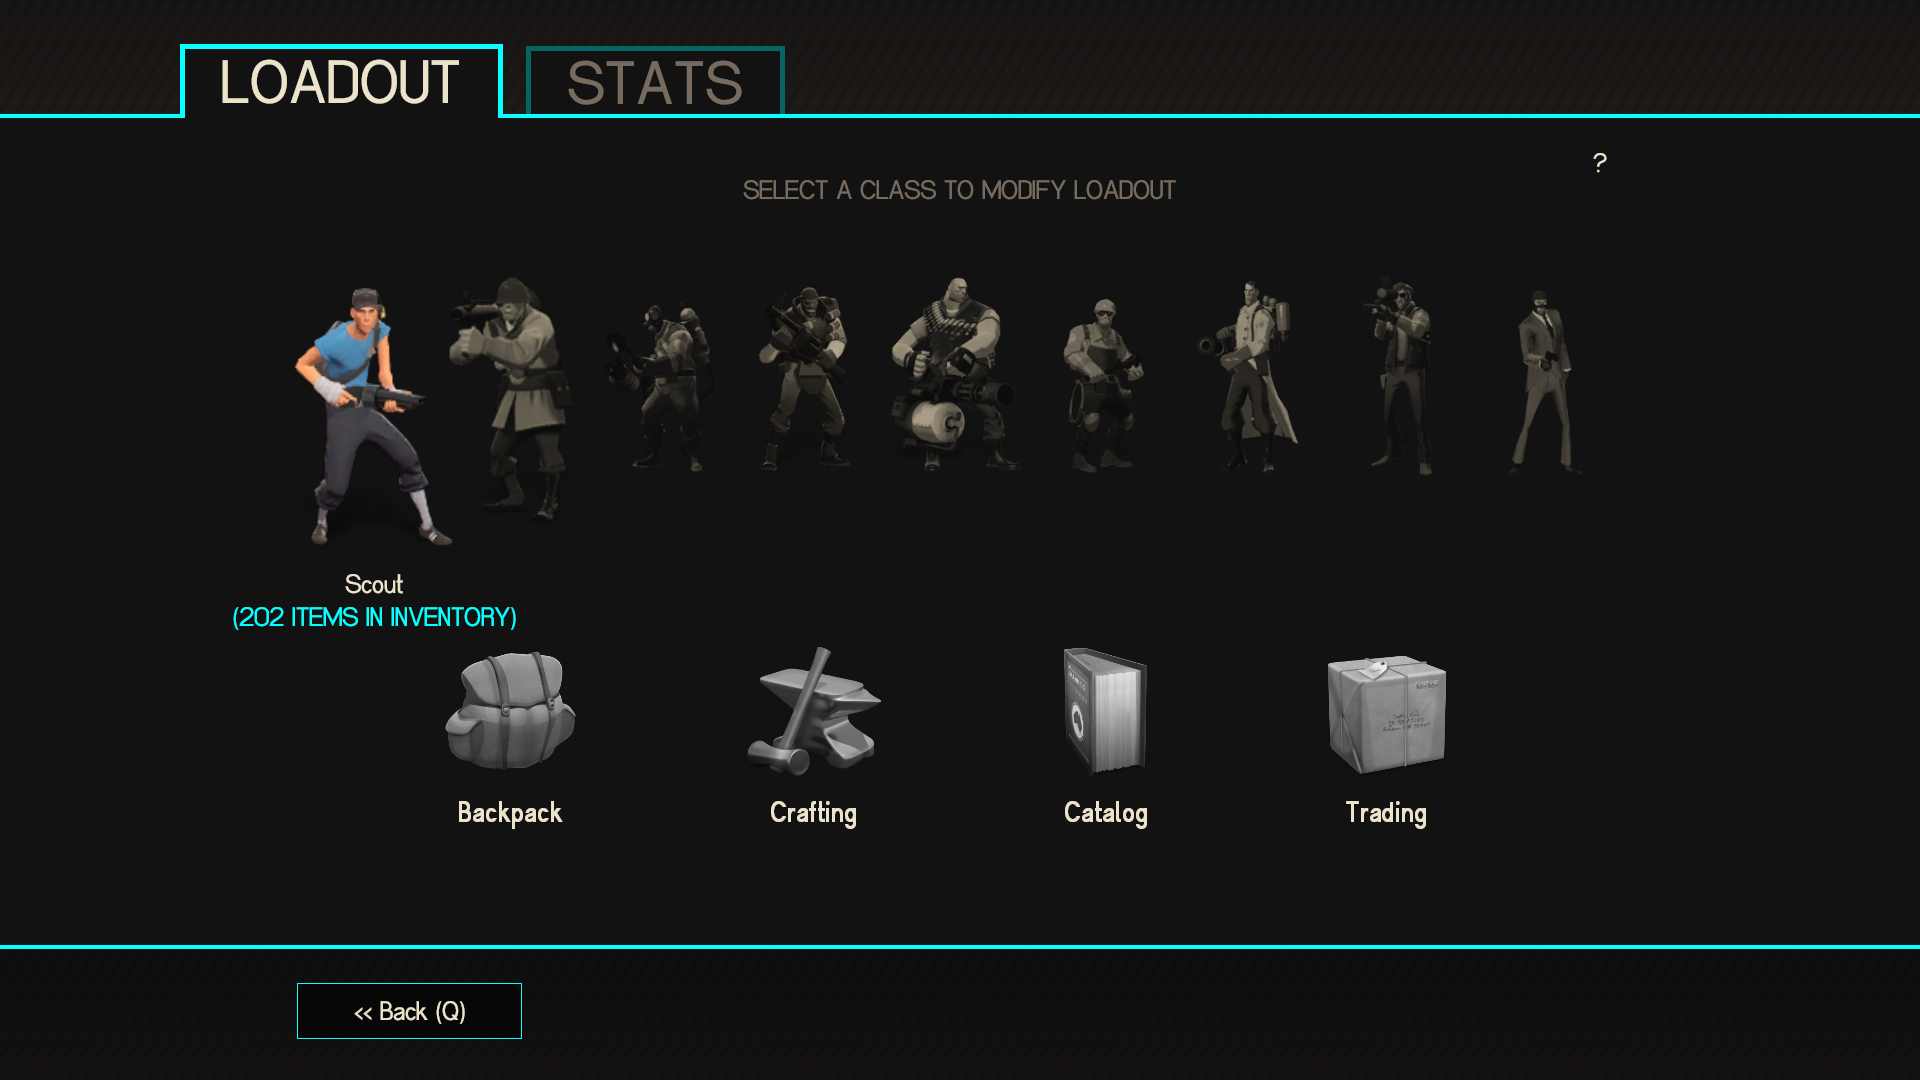 LOADOUT
STATS
?
SELECT A CLASS TO MODIFY LOADOUT
Scout
(202 ITEMS IN INVENTORY)
Backpack
Crafting
Catalog
Trading
<< Back (Q)